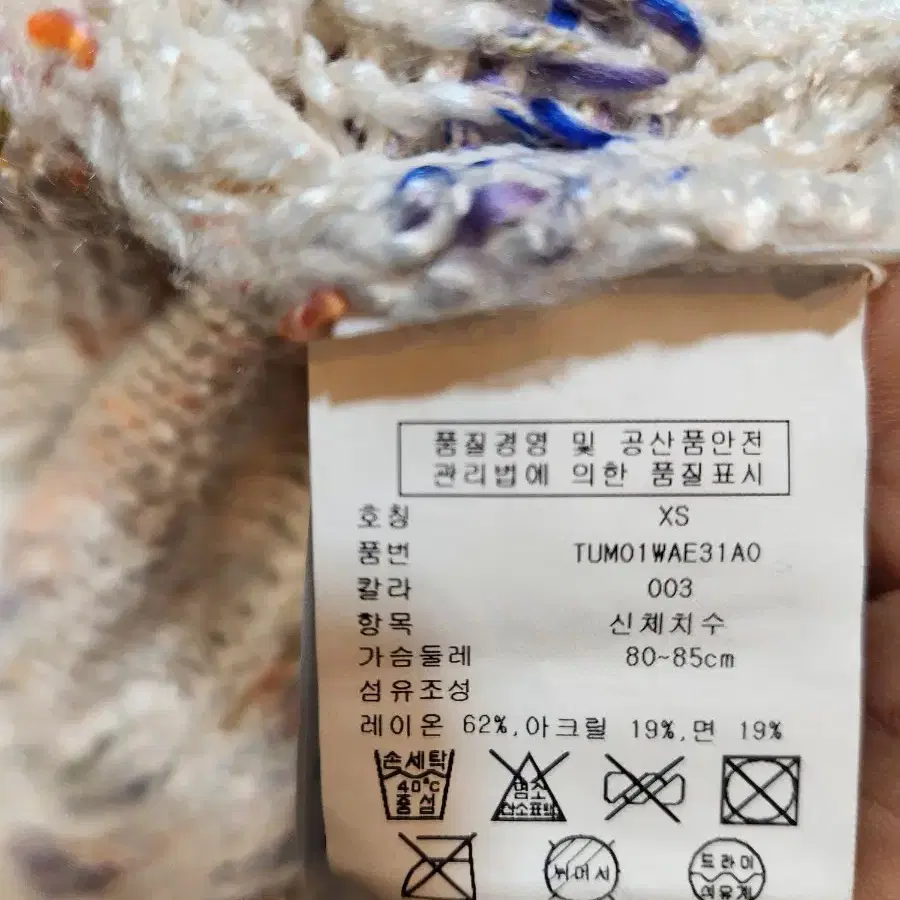 품질경영 및 공산품안전
관리법에 의한 품질표시
호칭 XS
품번 TUM01WAE31A0
칼라 003
항목 신체치수
가슴둘레 80~85cm
섬유조성
레이온 62%,아크릴 19%,면 19%
손세탁 염소
40°C 산소표백
중성
뉘어서 드라이